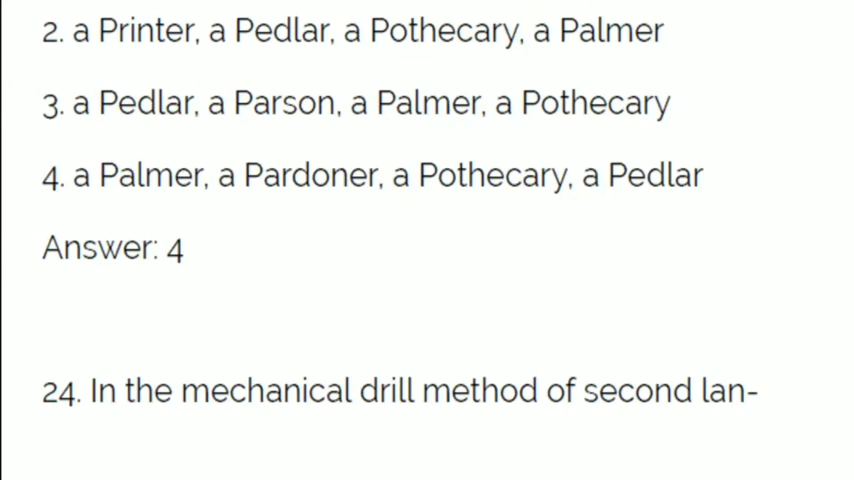 2. a Printer, a Pedlar, a Pothecary, a Palmer
3. a Pedlar, a Parson, a Palmer, a Pothecary
4. a Palmer, a Pardoner, a Pothecary, a Pedlar
Answer: 4
24. In the mechanical drill method of second lan-